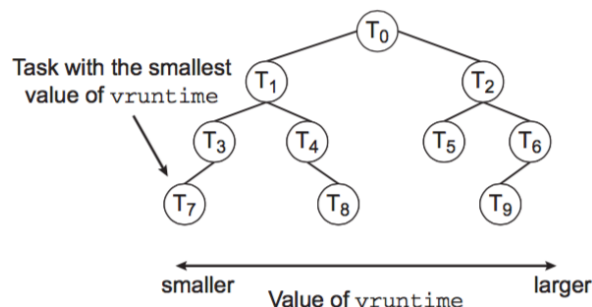 T0
Task with the smallest
value of vruntime
T1
T2
T3
T4
T5
T6
T7
T8
T9
smaller
larger
Value of vruntime